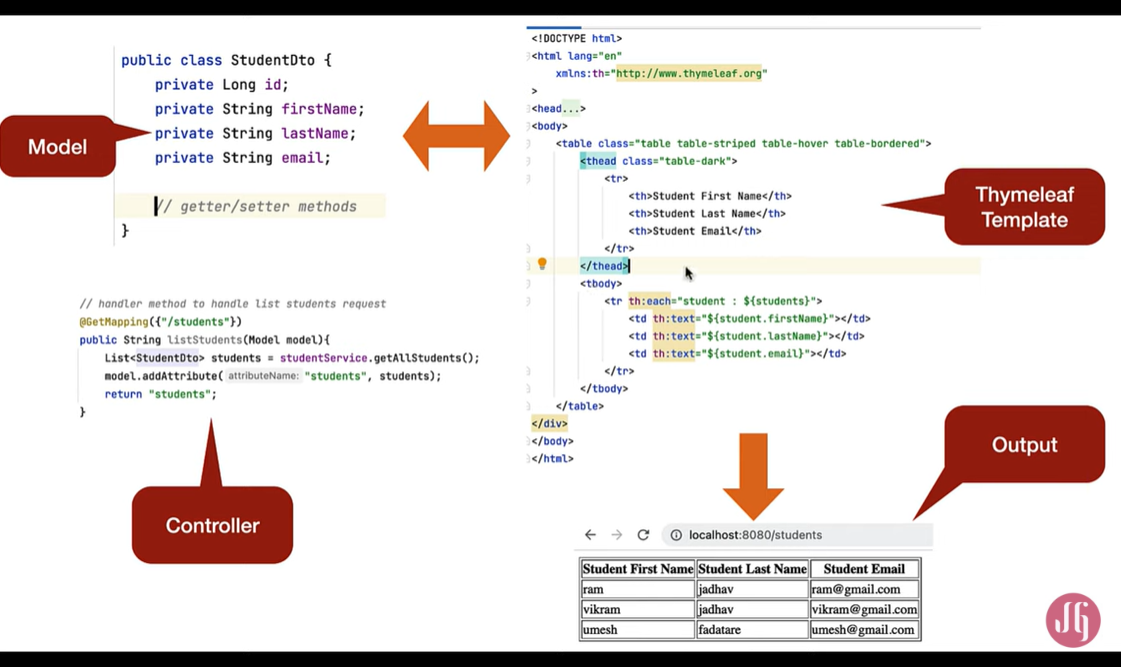 public class StudentDto {
private Long id;
private String firstName;
private String lastName;
private String email;
// getter/setter methods
}
Model
// handler method to handle list students request
@GetMapping({"/students"})
public String listStudents(Model model){
List<StudentDto> students = studentService.getAllStudents();
model.addAttribute( attributeName: "students", students);
return "students";
}
Controller
<!DOCTYPE html>
<html lang="en"
xmlns:th="http://www.thymeleaf.org"
>
<head...>
<body>
<table class="table table-striped table-hover table-bordered">
<thead class="table-dark">
<tr>
<th>Student First Name</th>
<th>Student Last Name</th>
<th>Student Email</th>
</tr>
</thead>
<tbody>
<tr th:each="student : ${students}">
<td th:text="${student.firstName}"></td>
<td th:text="${student.lastName}"></td>
<td th:text="${student.email}"></td>
</tr>
</tbody>
</table>
</div>
</body>
</html>
Thymeleaf
Template
Output
localhost:8080/students
Student First Name Student Last Name Student Email
ram jadhav ram@gmail.com
vikram jadhav vikram@gmail.com
umesh fadatare umesh@gmail.com
JG